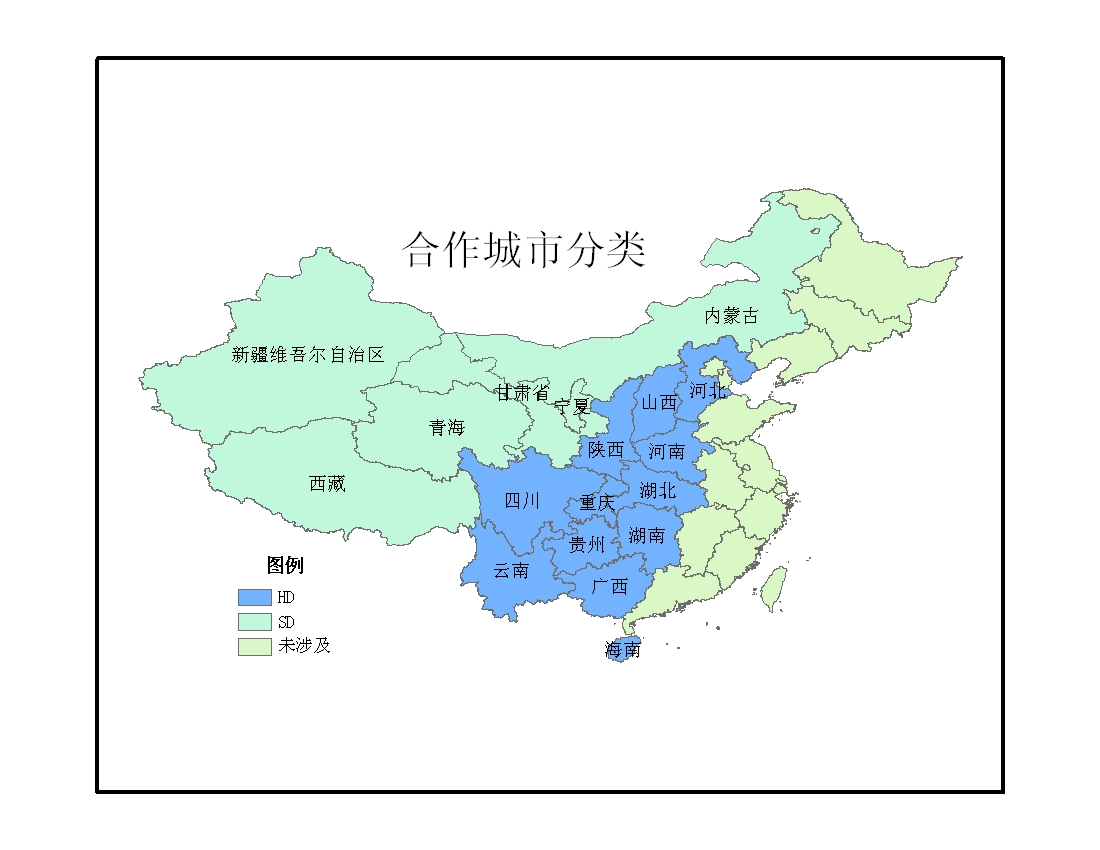 合作城市分类
内蒙古
新疆维吾尔自治区
甘肃省
河北
山西
宁夏
青海
陕西
河南
西藏
湖北
四川
重庆
湖南
贵州
云南
广西
海南
图例
HD
SD
未涉及